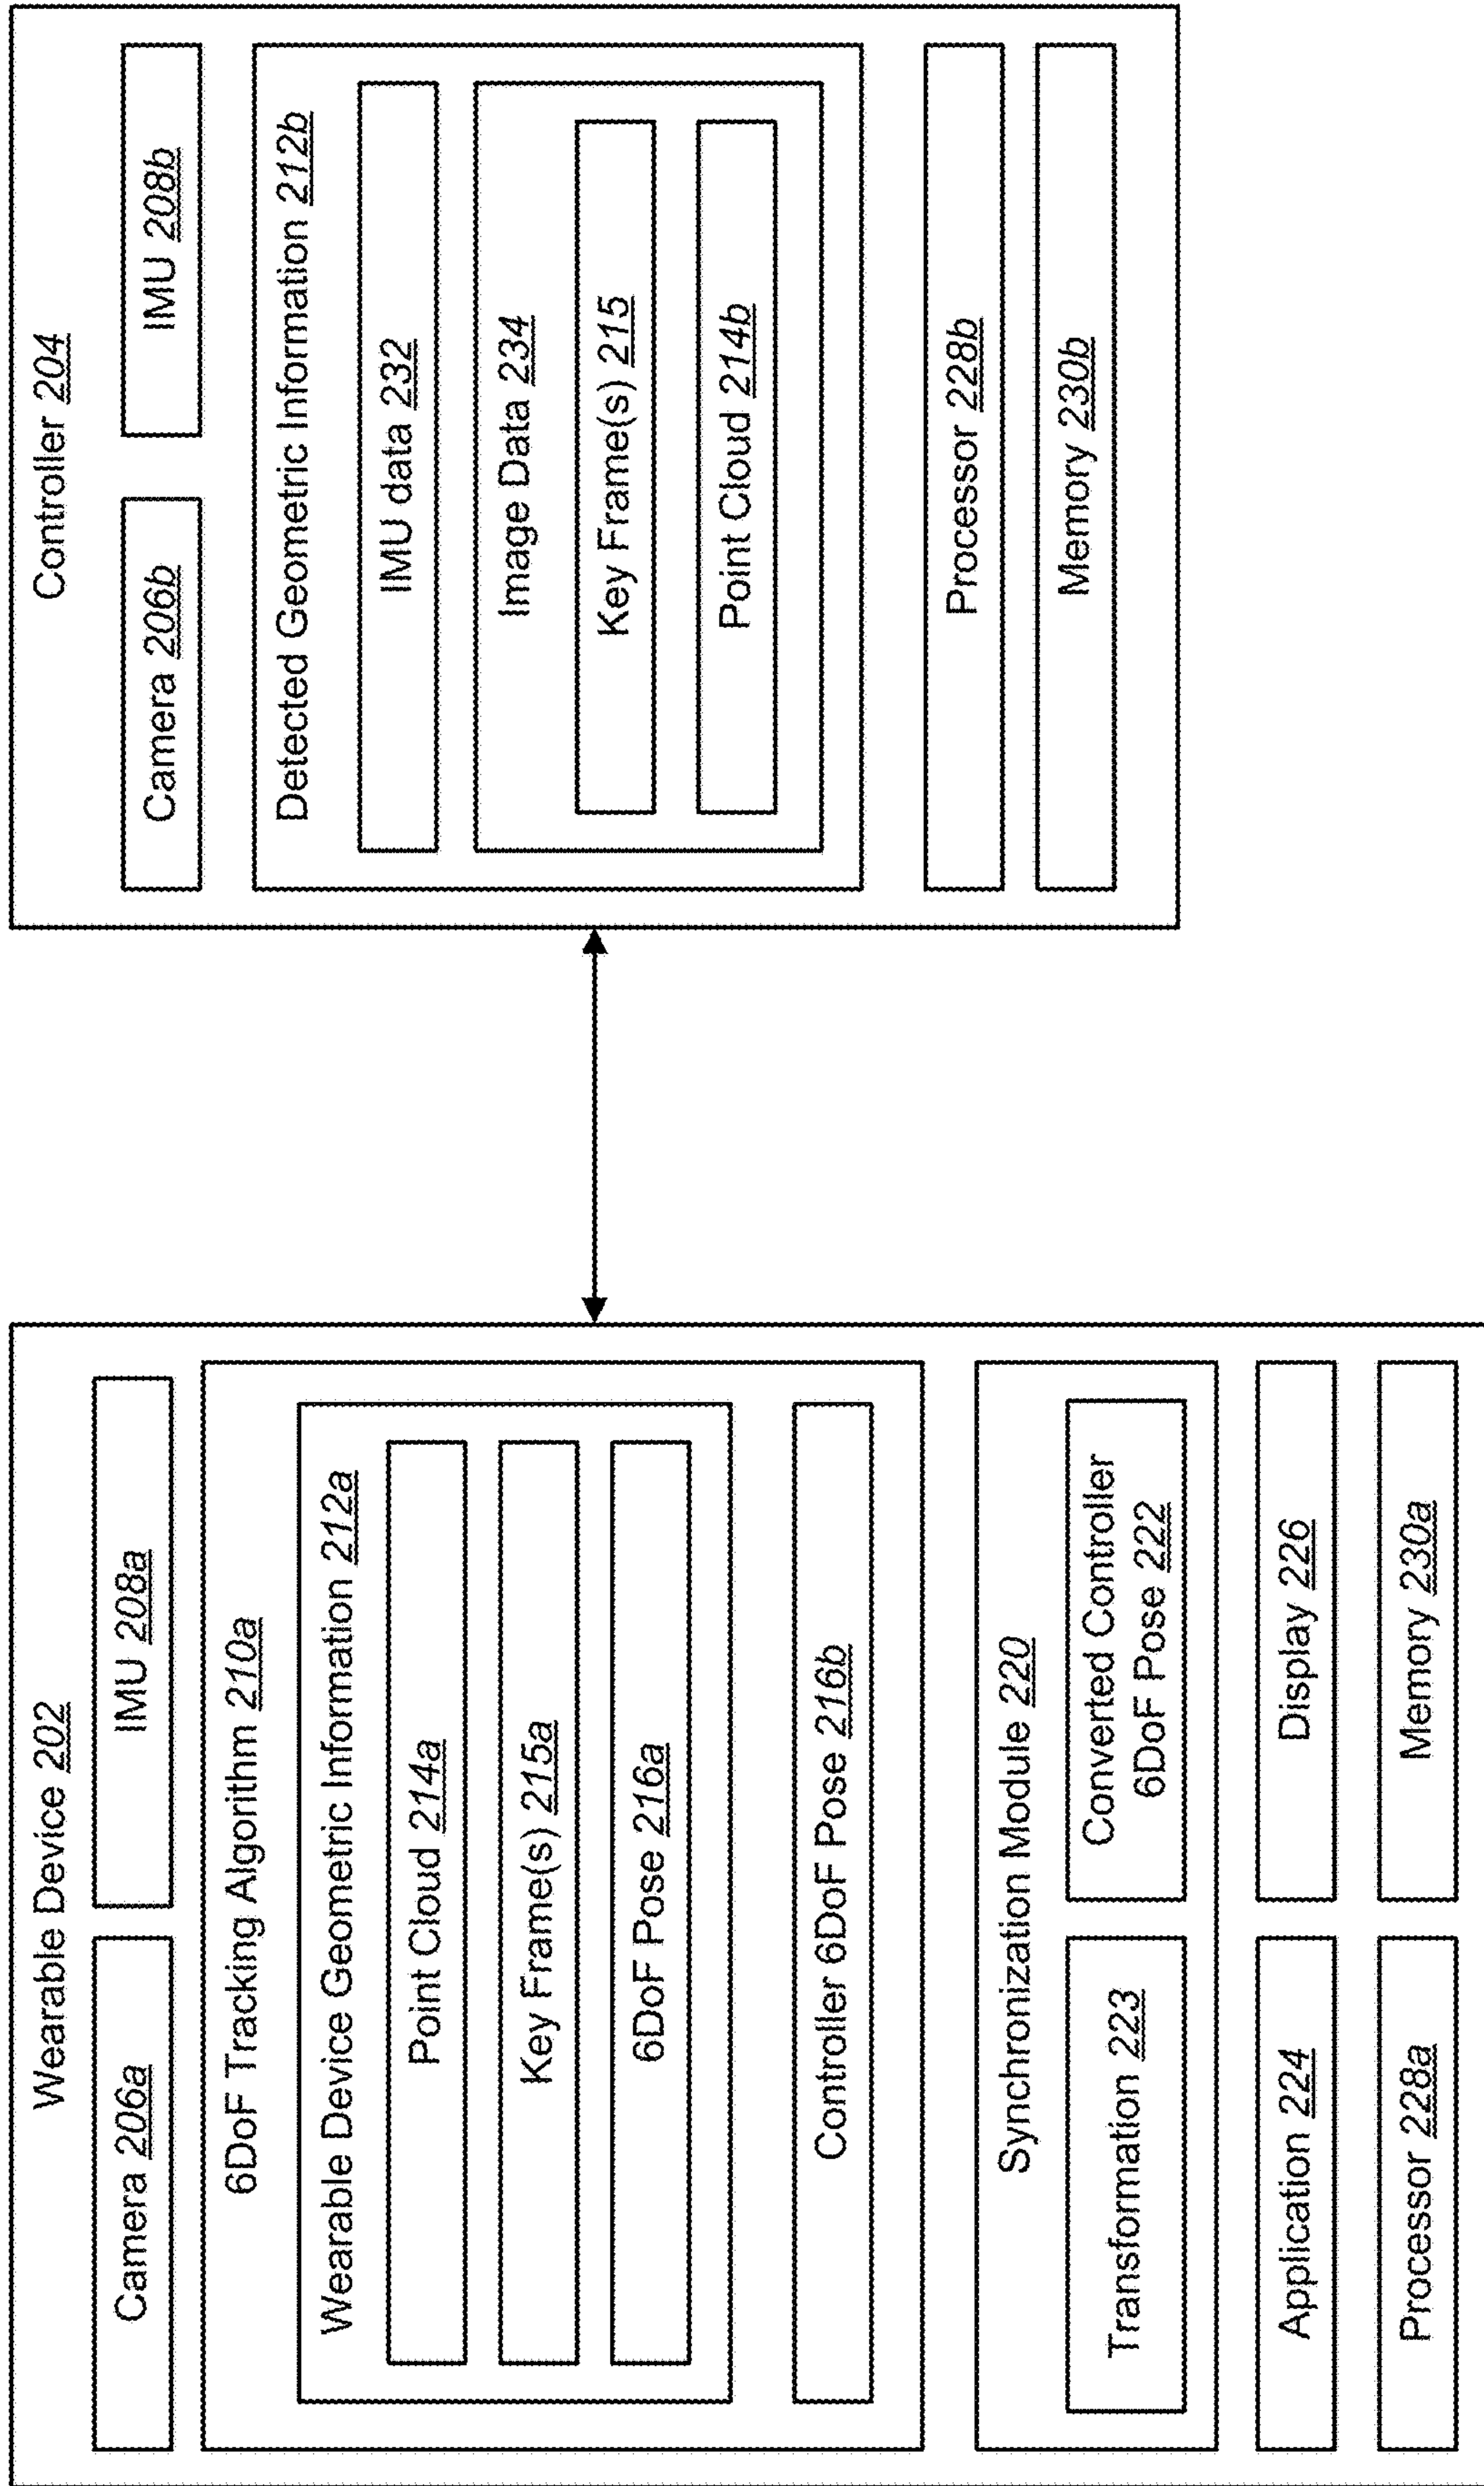 Wearable Device 202
Camera 206a
IMU 208a
6DoF Tracking Algorithm 210a
Wearable Device Geometric Information 212a
Point Cloud 214a
Key Frame(s) 215a
6DoF Pose 216a
Controller 6DoF Pose 216b
Synchronization Module 220
Transformation 223
Converted Controller
6DoF Pose 222
Application 224
Display 226
Processor 228a
Memory 230a
Controller 204
Camera 206b
IMU 208b
Detected Geometric Information 212b
IMU data 232
Image Data 234
Key Frame(s) 215
Point Cloud 214b
Processor 228b
Memory 230b